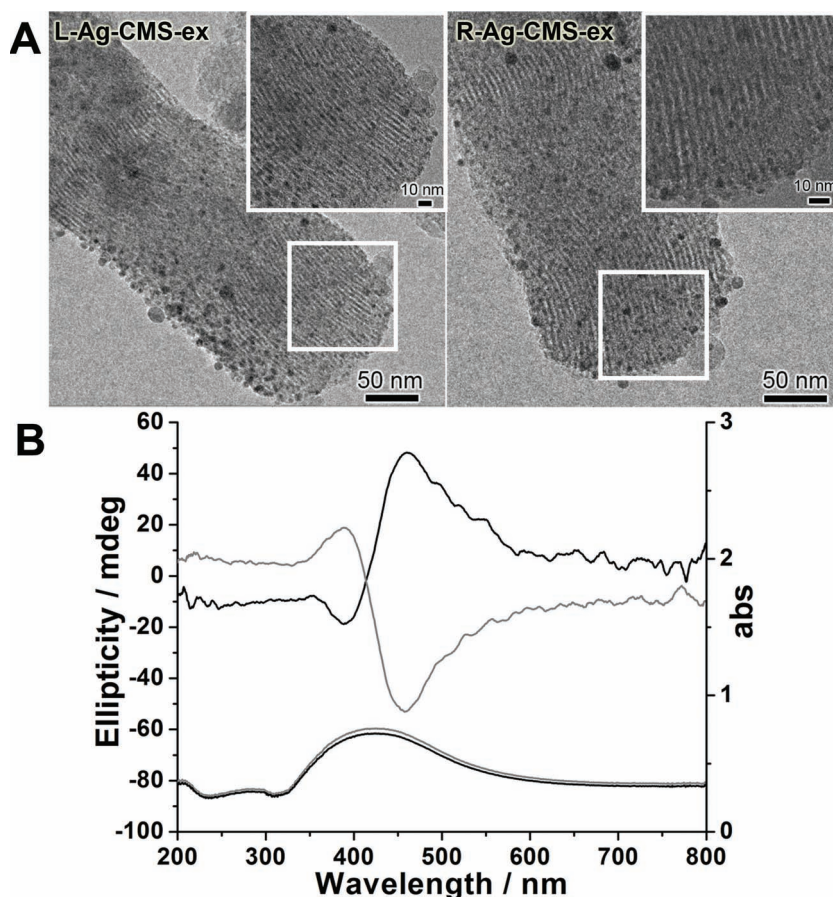 A
L-Ag-CMS-ex
R-Ag-CMS-ex
10 nm
10 nm
50 nm
50 nm
B
60
40
20
0
-20
-40
-60
-80
-100
Ellipticity / mdeg
3
2
1
0
abs
200 300 400 500 600 700 800
Wavelength / nm